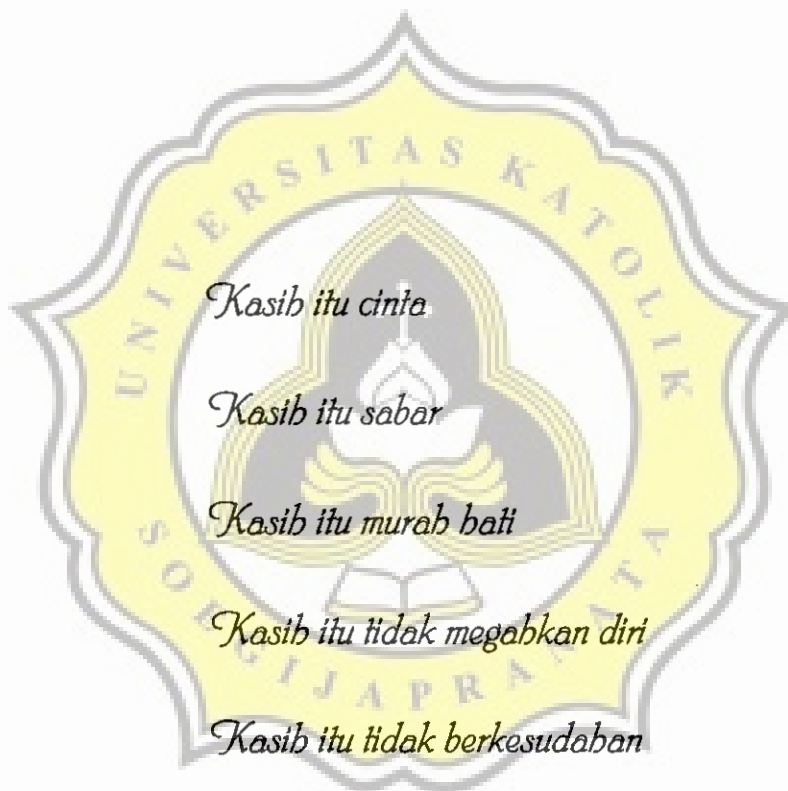 UNIVERSITAS KATOLIK
Kasih itu cinta
Kasih itu sabar
Kasih itu murah hati
Kasih itu tidak megahkan diri
Kasih itu tidak berkesudahan
SOEGIJAPRANATA